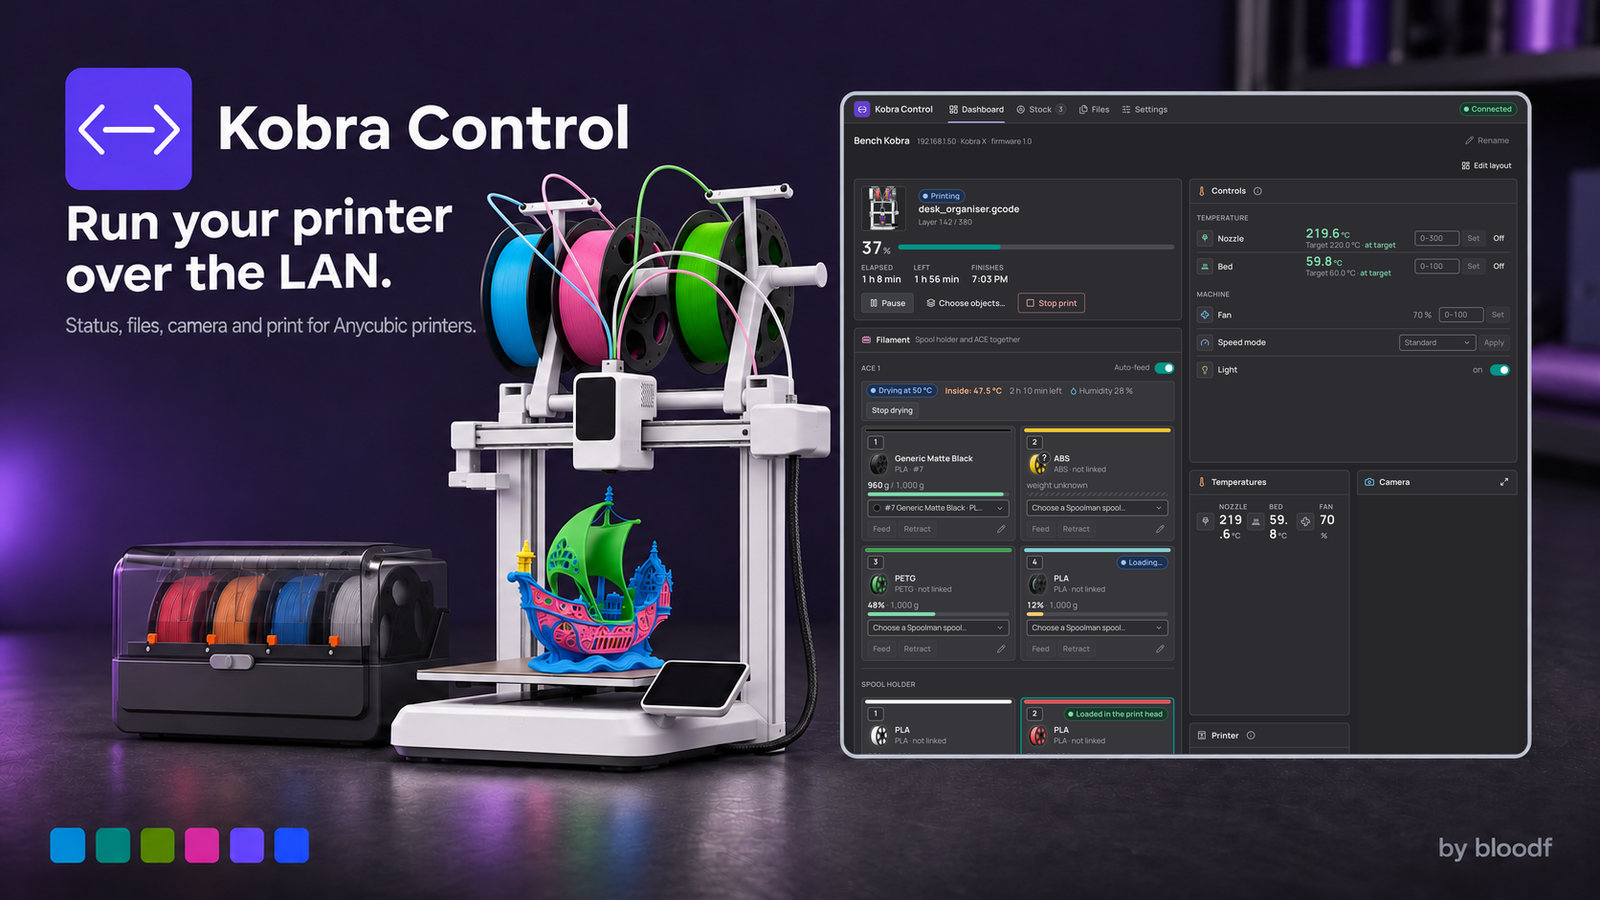 Kobra Control
Run your printer
over the LAN.
Status, files, camera and print for Anycubic printers.
Kobra Control
Dashboard
Stock 3
Files
Settings
Connected
Bench Kobra
192.168.1.50 · Kobra X · firmware 1.0
Rename
Edit layout
Printing
desk_organiser.gcode
Layer 142 / 380
37%
ELAPSED LEFT FINISHES
1 h 8 min 1 h 56 min 7:03 PM
Pause
Choose objects...
Stop print
Filament Spool holder and ACE together
ACE 1
Auto-feed
Drying at 50 °C Inside: 47.5 °C 2 h 10 min left Humidity 28 %
Stop drying
1
Generic Matte Black
PLA · #7
960 g / 1,000 g
#7 Generic Matte Black · PL...
Feed Retract
2
?
ABS
ABS · not linked
weight unknown
Choose a Spoolman spool...
Feed Retract
3
PETG
PETG · not linked
48% · 1,000 g
Choose a Spoolman spool...
Feed Retract
4
Loading...
PLA
PLA · not linked
12% · 1,000 g
Choose a Spoolman spool...
Feed Retract
SPOOL HOLDER
1
PLA
PLA · not linked
2
Loaded in the print head
PLA
PLA · not linked
Controls
TEMPERATURE
Nozzle
219.6 °C
Target 220.0 °C · at target
0–300 Set Off
Bed
59.8 °C
Target 60.0 °C · at target
0–100 Set Off
MACHINE
Fan 70 % 0–100 Set
Speed mode Standard Apply
Light on
Temperatures
NOZZLE
219
.6 °C
BED
59.
8 °C
FAN
70
%
Camera
Printer
by bloodf